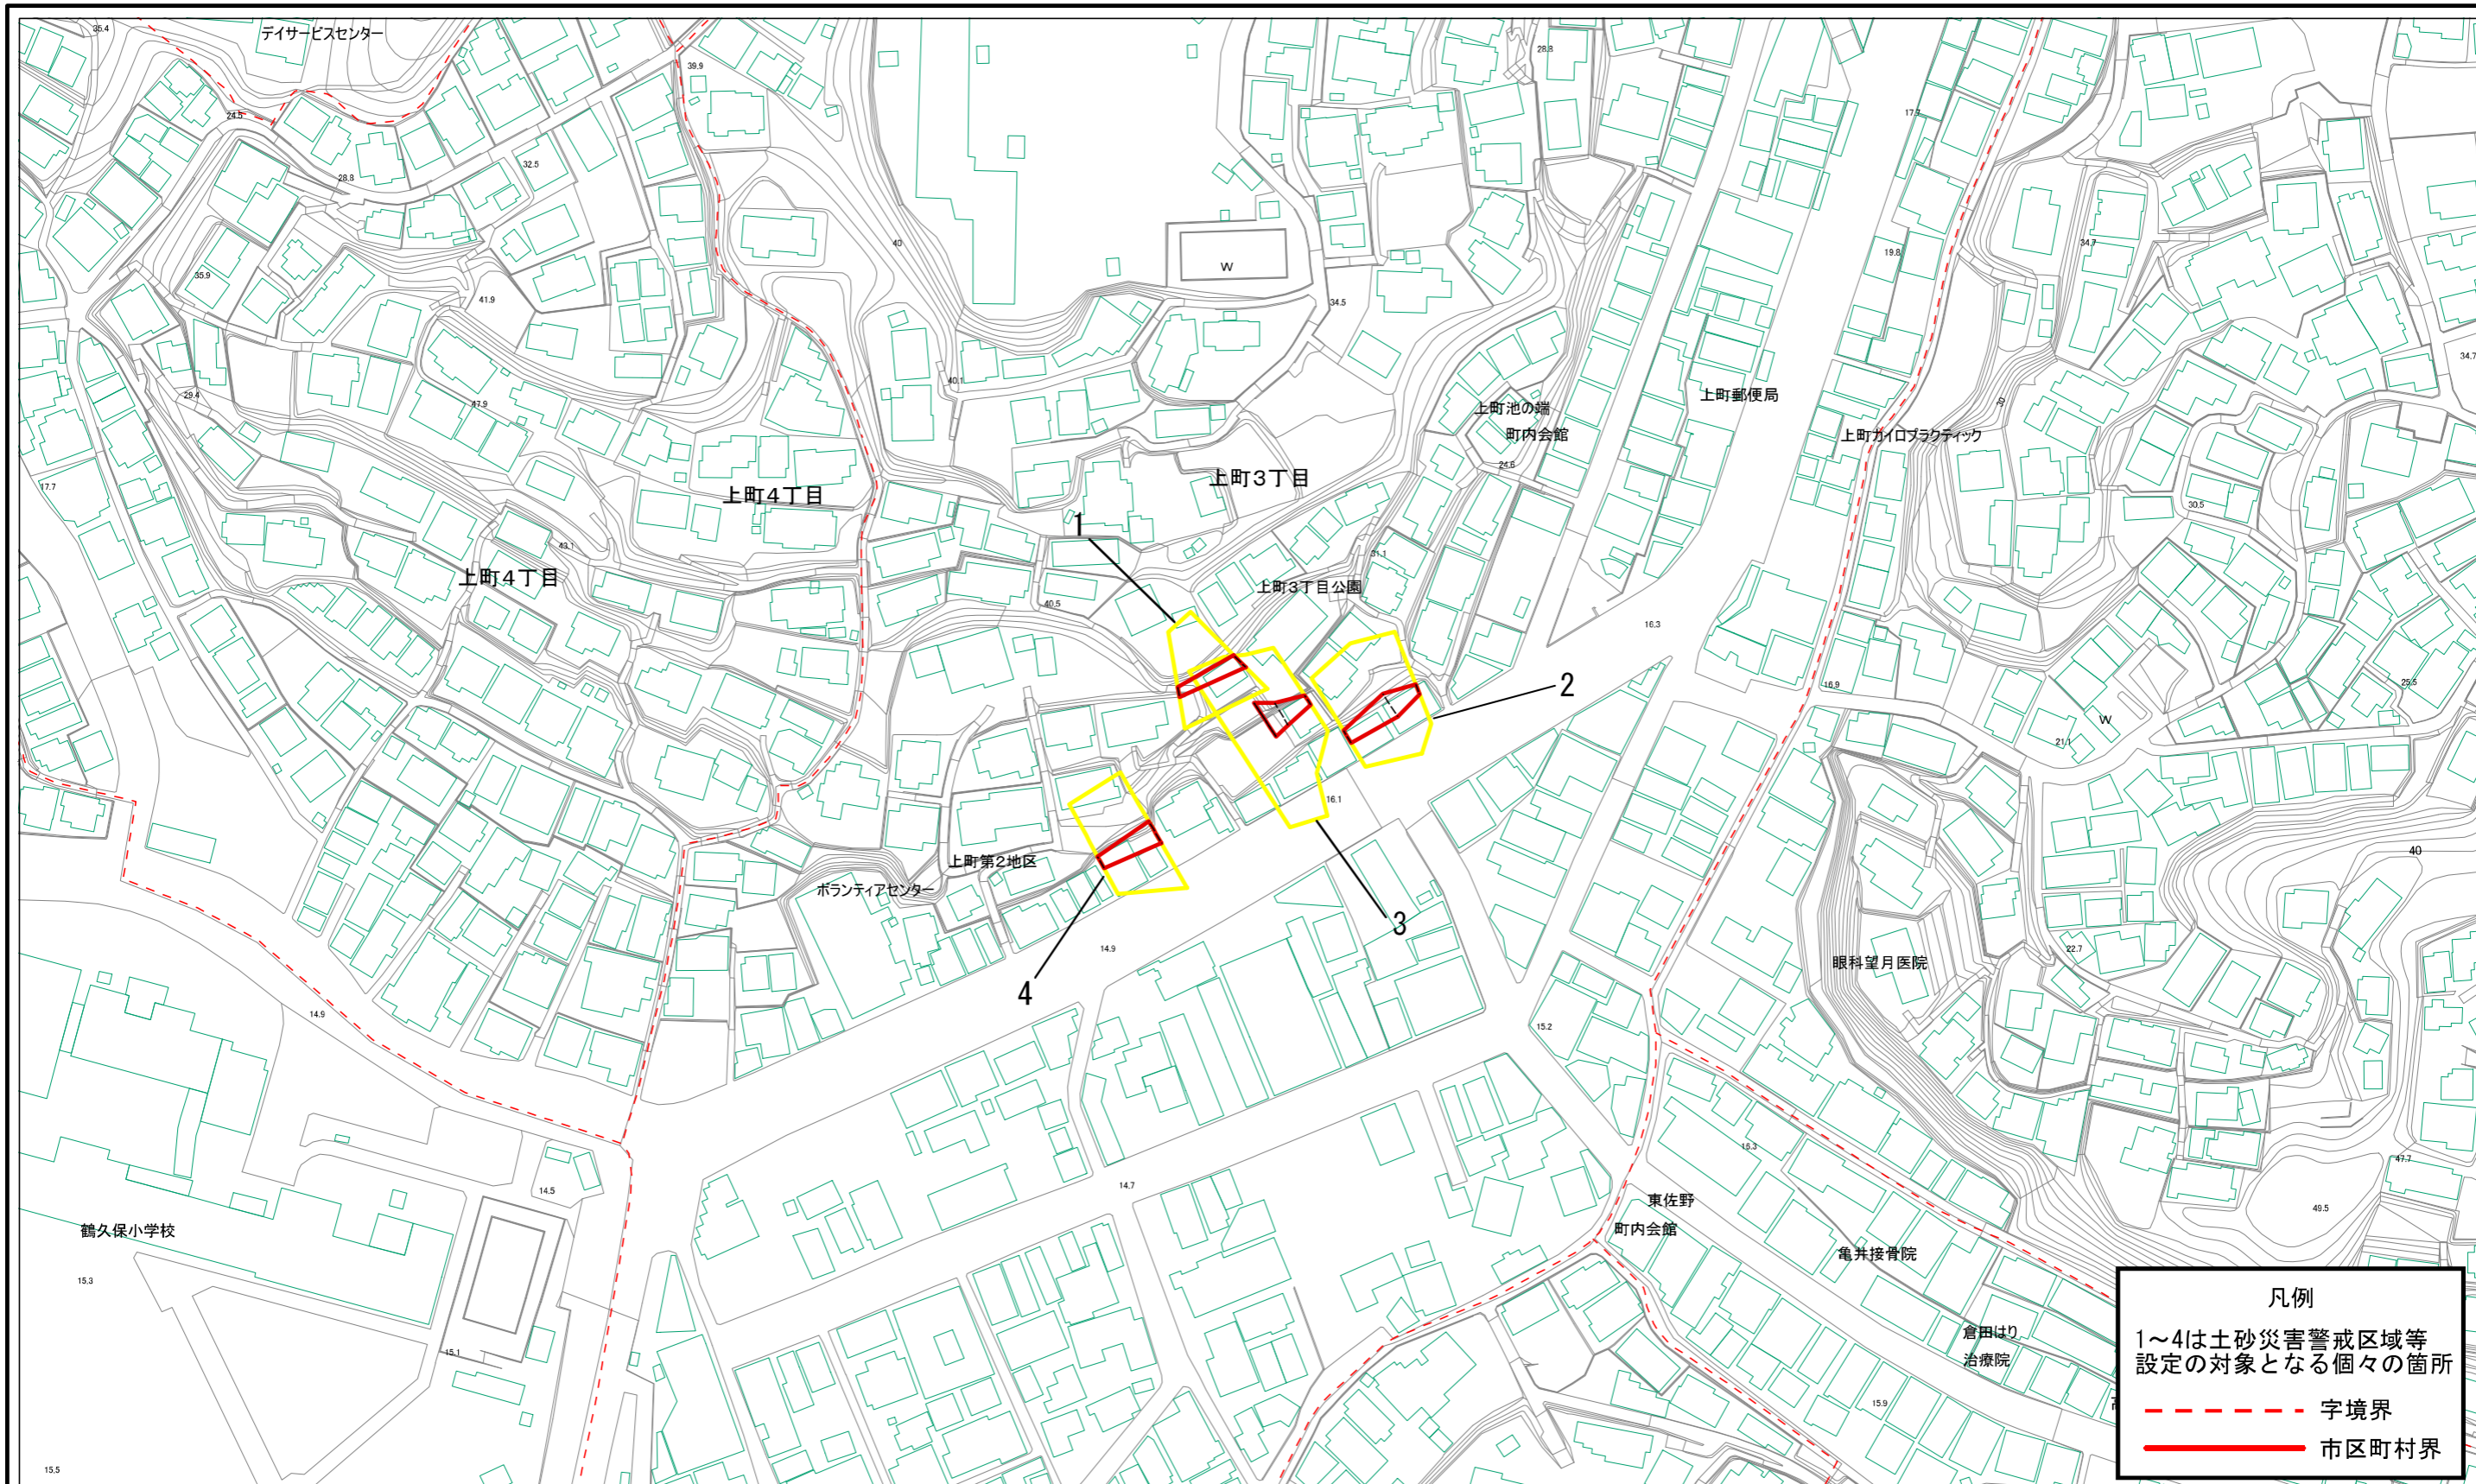 35.4
デイサービスセンター
28.8
39.9
17.7
24.5
32.5
28.8
40
34.7
19.8
W
35.9
41.9
34.5
34.7
40.1
29.4
47.9
上町郵便局
上町池の端
町内会館
上町カイロプラクティック
24.6
上町3丁目
17.7
上町4丁目
30.5
1
43.1
31.1
上町4丁目
上町3丁目公園
40.5
16.3
2
16.9
25.5
W
21.1
16.1
40
上町第2地区
ボランティアセンター
3
14.9
22.7
眼科望月医院
4
14.9
15.2
16.3
47.7
14.5
14.7
東佐野
49.5
町内会館
鶴久保小学校
亀井接骨院
15.3
倉田はり
治療院
15.1
15.9
15.5
凡例
1~4は土砂災害警戒区域等
設定の対象となる個々の箇所
字境界
市区町村界